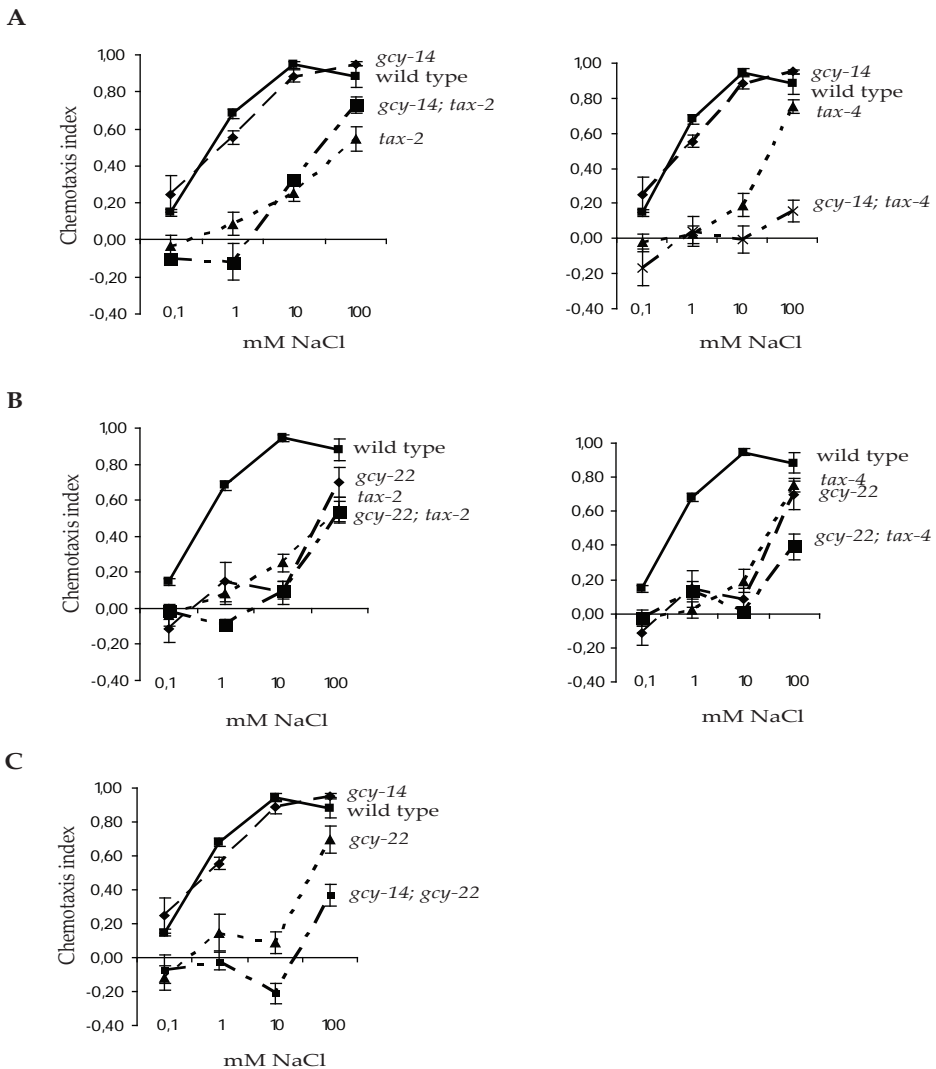 A
Chemotaxis index
1,00
0,80
0,60
0,40
0,20
0,00
-0,20
-0,40
0,1 1 10 100
mM NaCl
gcy-14
wild type
gcy-14; tax-2
tax-2
1,00
0,80
0,60
0,40
0,20
0,00
-0,20
-0,40
0,1 1 10 100
mM NaCl
gcy-14
wild type
tax-4
gcy-14; tax-4
B
Chemotaxis index
1,00
0,80
0,60
0,40
0,20
0,00
-0,20
-0,40
0,1 1 10 100
mM NaCl
wild type
gcy-22
tax-2
gcy-22; tax-2
1,00
0,80
0,60
0,40
0,20
0,00
-0,20
-0,40
0,1 1 10 100
mM NaCl
wild type
tax-4
gcy-22
gcy-22; tax-4
C
Chemotaxis index
1,00
0,80
0,60
0,40
0,20
0,00
-0,20
-0,40
0,1 1 10 100
mM NaCl
gcy-14
wild type
gcy-22
gcy-14; gcy-22